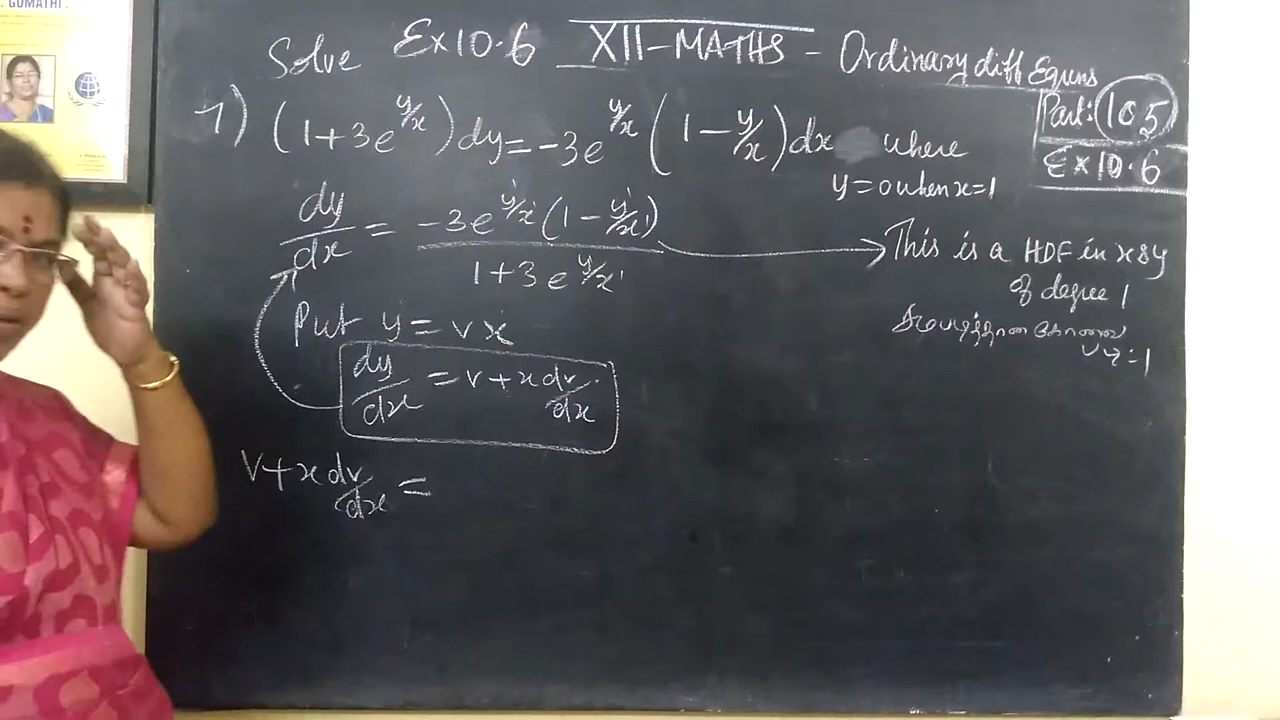 . GOMATHI.
Solve Ex 10.6 XII-MATHS - Ordinary diff Equns
Part: 105
Ex 10.6
7) (1+3e^{y/x})dy = -3e^{y/x}(1-y/x)dx where
y=0 when x=1
dy/dx = -3e^{y/x}(1-y/x) / 1+3e^{y/x}
This is a HDF in x & y
of degree 1
Put y = vx
dy/dx = v+x dv/dx
v+x dv/dx =